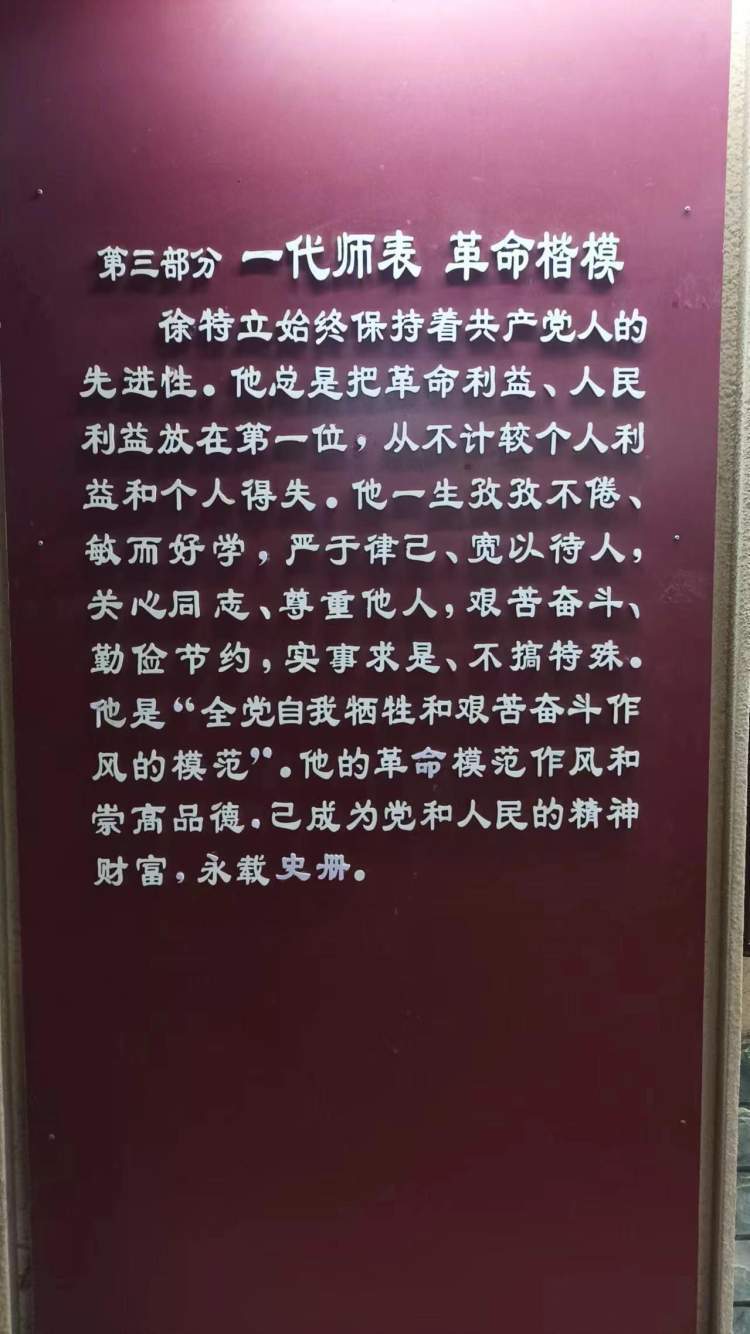 第三部分 一代师表 革命楷模
徐特立始终保持着共产党人的
先进性。他总是把革命利益、人民
利益放在第一位，从不计较个人利
益和个人得失．他一生孜孜不倦、
敏而好学，严于律己、宽以待人，
关心同志、尊重他人，艰苦奋斗、
勤俭节约，实事求是、不搞特殊。
他是“全党自我牺牲和艰苦奋斗作
风的模范”．他的革命模范作风和
崇高品德．己成为党和人民的精神
财富，永载史册。